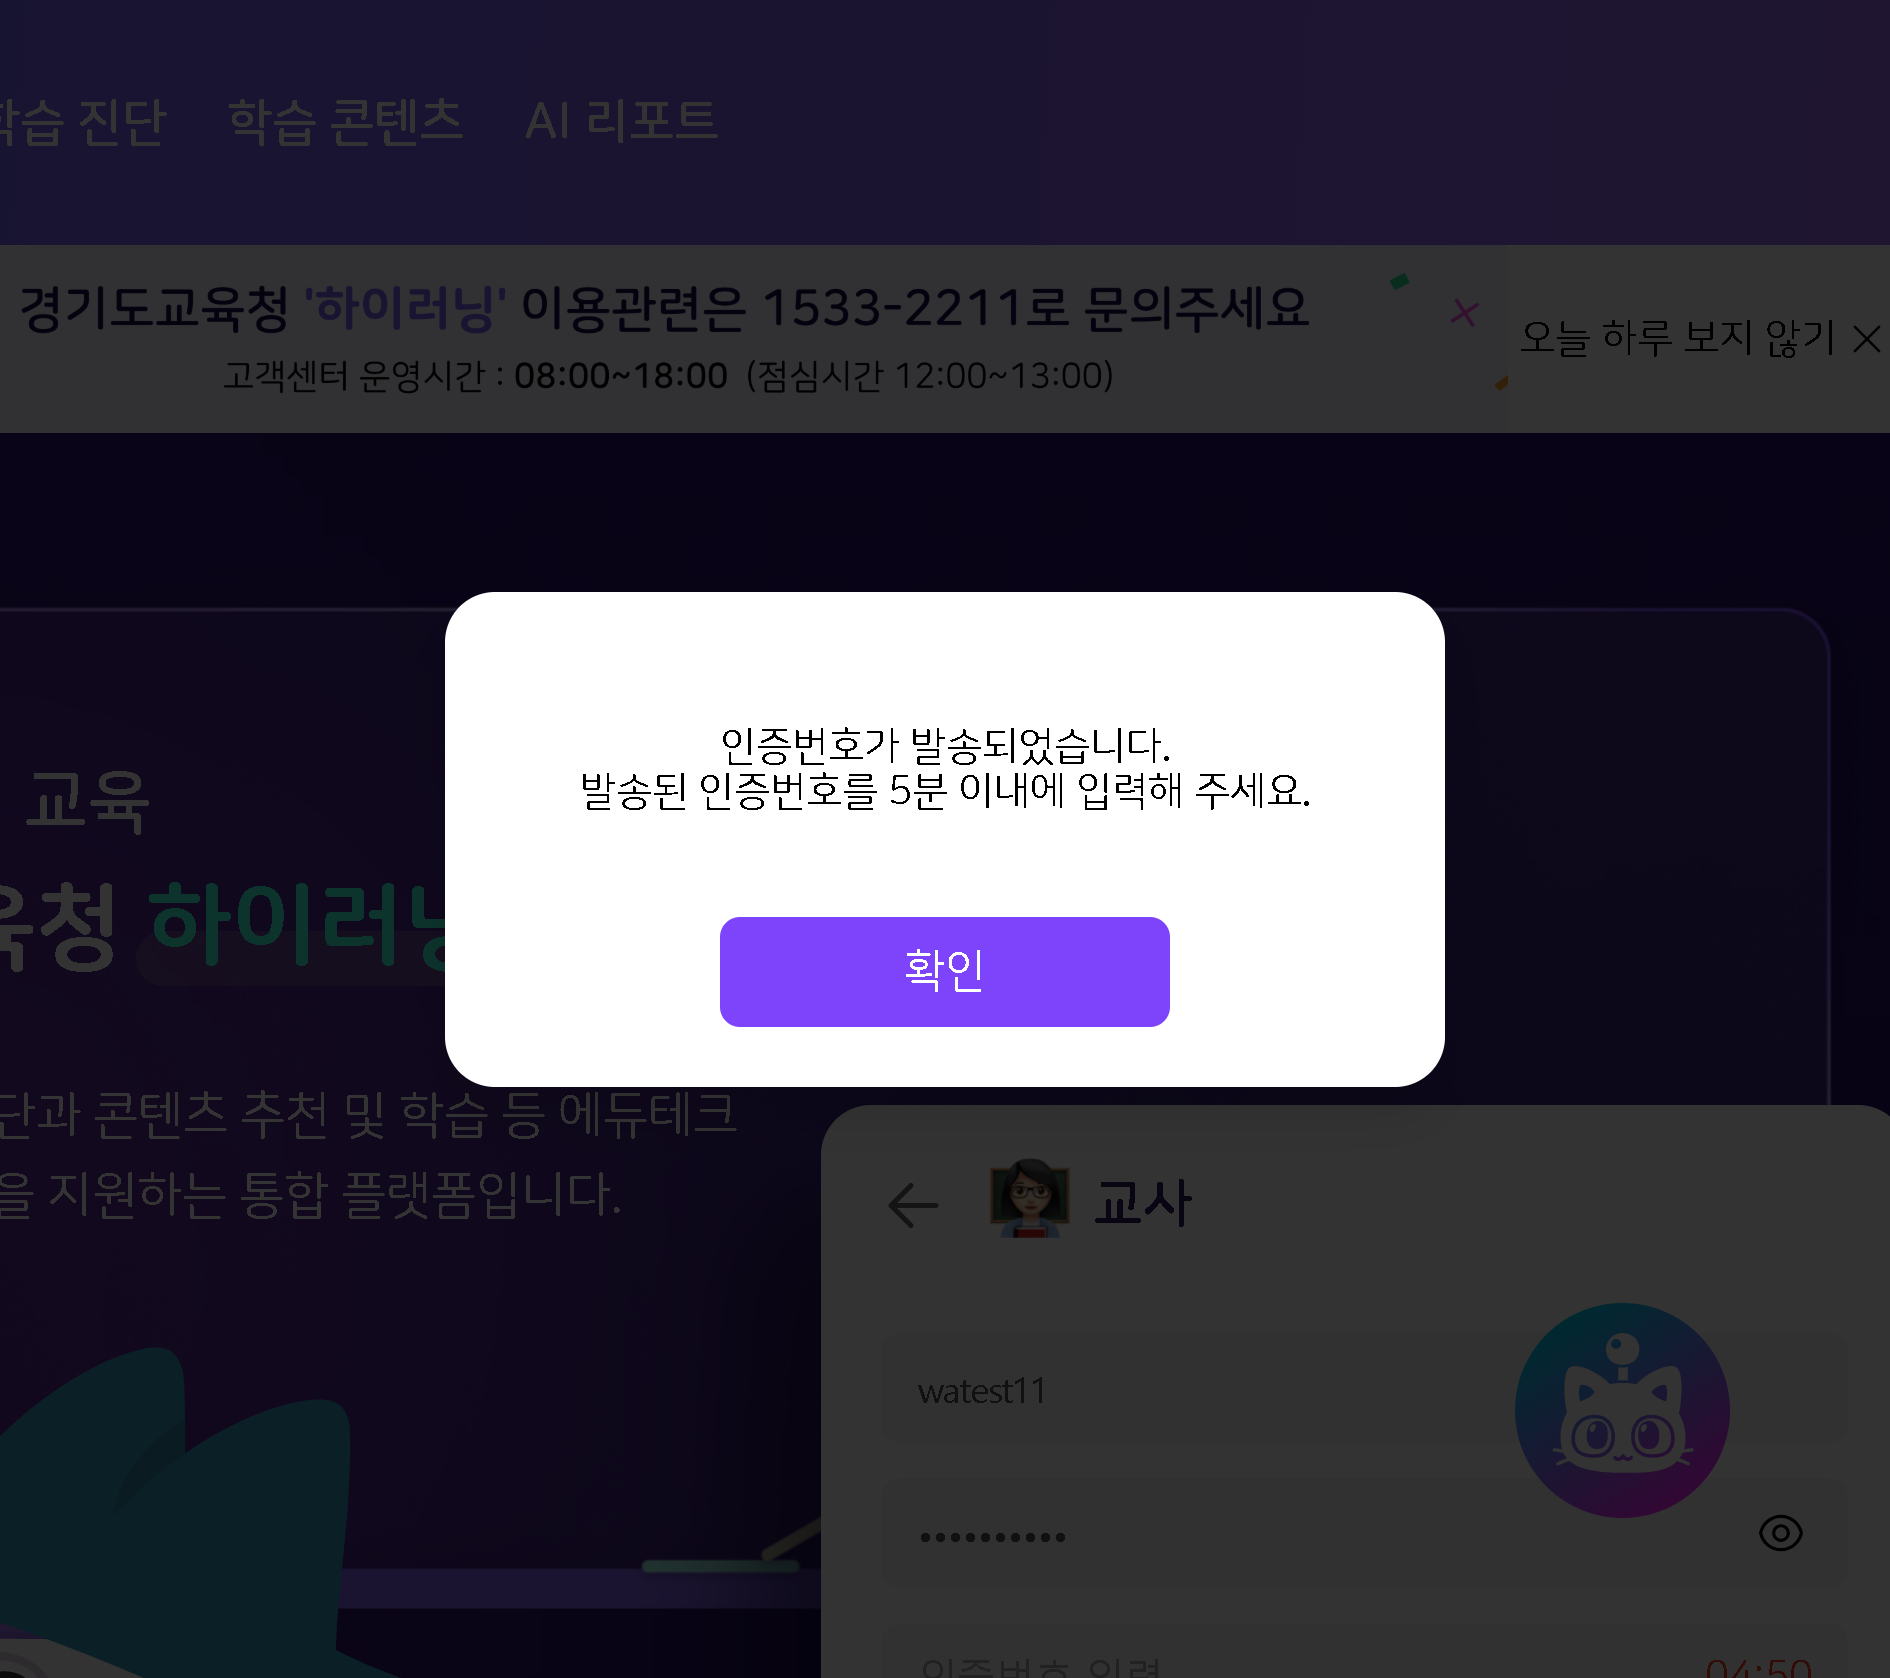 학습 진단 학습 콘텐츠 AI 리포트
경기도교육청 '하이러닝' 이용관련은 1533-2211로 문의주세요
고객센터 운영시간 : 08:00~18:00 (점심시간 12:00~13:00)
오늘 하루 보지 않기
인증번호가 발송되었습니다.
발송된 인증번호를 5분 이내에 입력해 주세요.
확인
교육
육청 하이러닝
단과 콘텐츠 추천 및 학습 등 에듀테크
을 지원하는 통합 플랫폼입니다.
교사
watest11
인증번호 입력 04:50